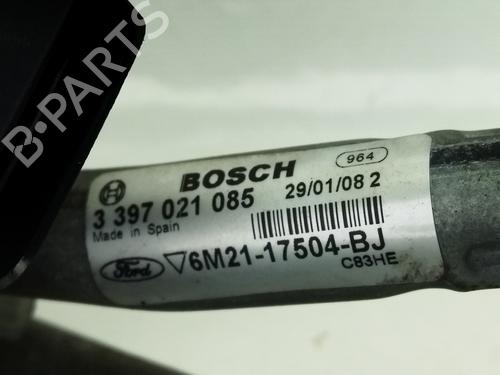 B-PARTS
BOSCH 964
3 397 021 085 29/01/08 2
Made in Spain
Ford 6M21-17504-BJ
C83HE